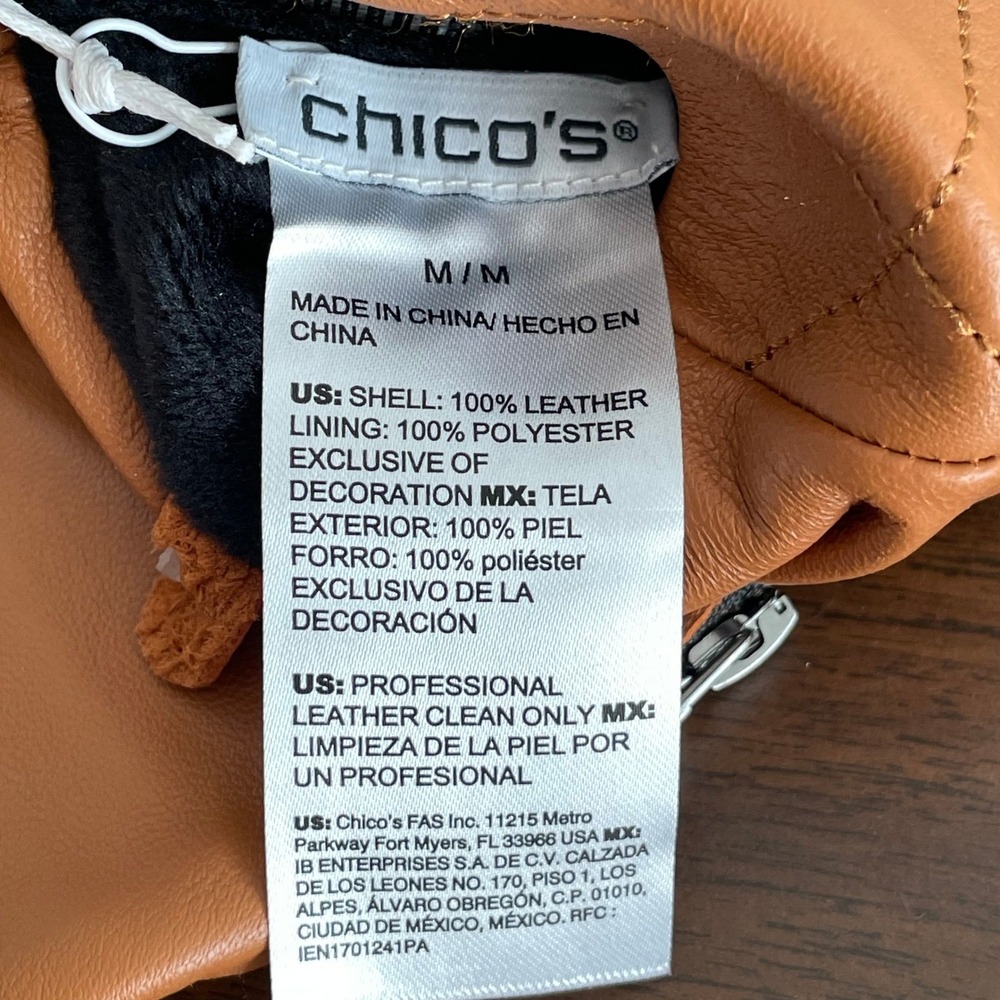 chico's®
M / M
MADE IN CHINA/ HECHO EN
CHINA
US: SHELL: 100% LEATHER
LINING: 100% POLYESTER
EXCLUSIVE OF
DECORATION MX: TELA
EXTERIOR: 100% PIEL
FORRO: 100% poliéster
EXCLUSIVO DE LA
DECORACIÓN
US: PROFESSIONAL
LEATHER CLEAN ONLY MX:
LIMPIEZA DE LA PIEL POR
UN PROFESIONAL
US: Chico's FAS Inc. 11215 Metro
Parkway Fort Myers, FL 33966 USA MX:
IB ENTERPRISES S.A. DE C.V. CALZADA
DE LOS LEONES NO. 170, PISO 1, LOS
ALPES, ÁLVARO OBREGÓN, C.P. 01010,
CIUDAD DE MÉXICO, MÉXICO. RFC :
IEN1701241PA